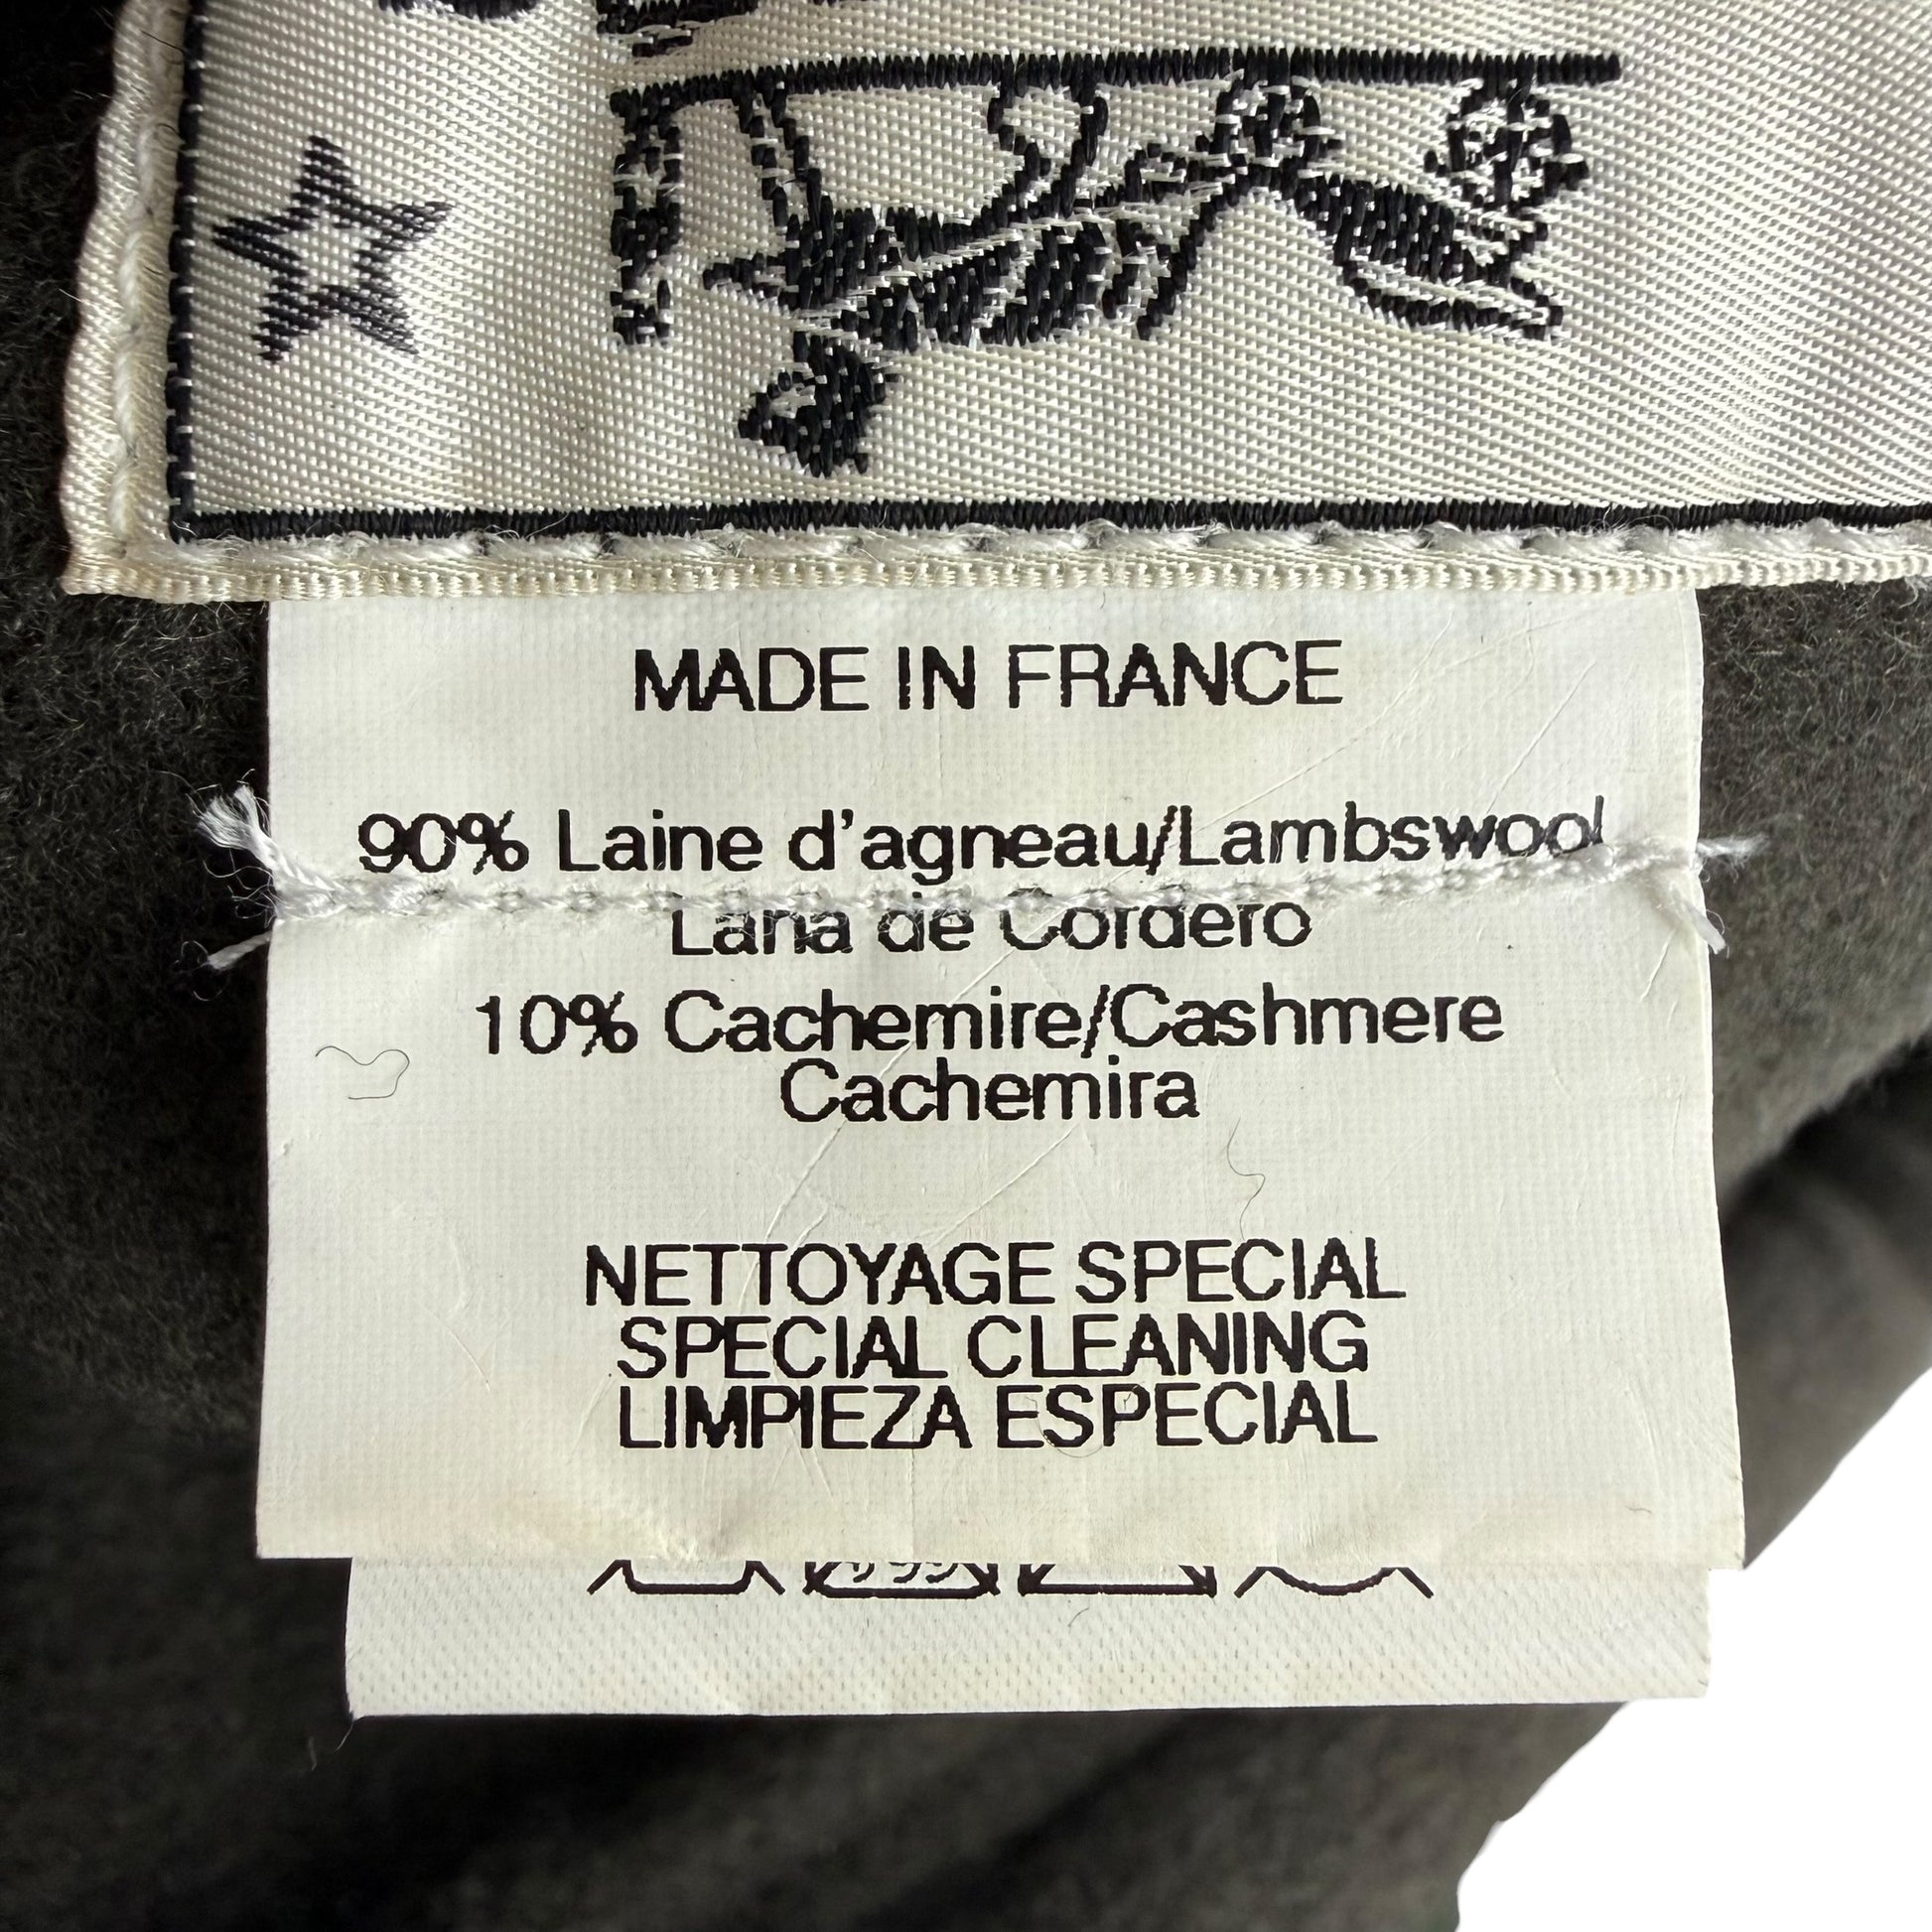 MADE IN FRANCE
90% Laine d'agneau/Lambswool
Lana de Cordero
10% Cachemire/Cashmere
Cachemira
NETTOYAGE SPECIAL
SPECIAL CLEANING
LIMPIEZA ESPECIAL